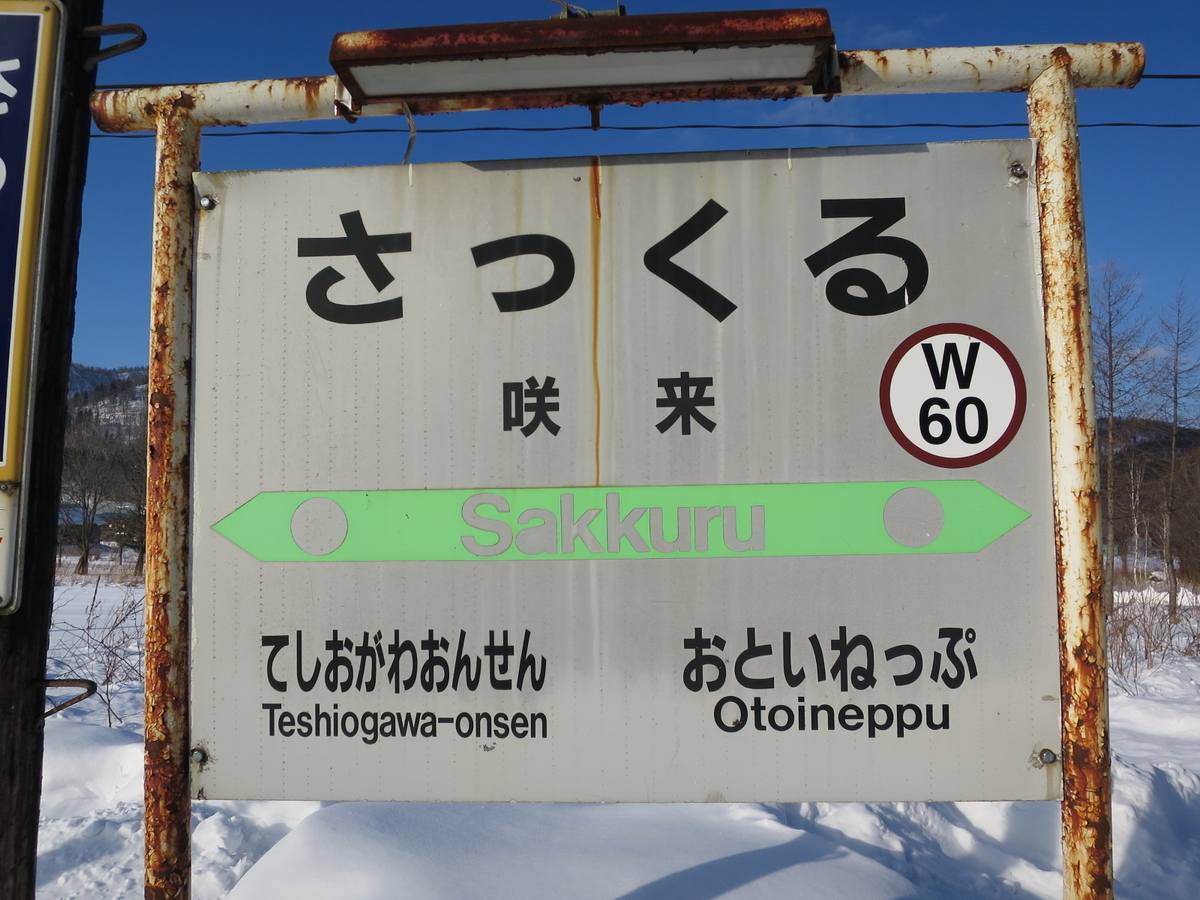 さっくる
咲来
W
60
Sakkuru
てしおがわおんせん
Teshiogawa-onsen
おといねっぷ
Otoineppu